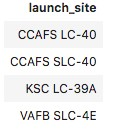 launch_site
CCAFS LC-40
CCAFS SLC-40
KSC LC-39A
VAFB SLC-4E